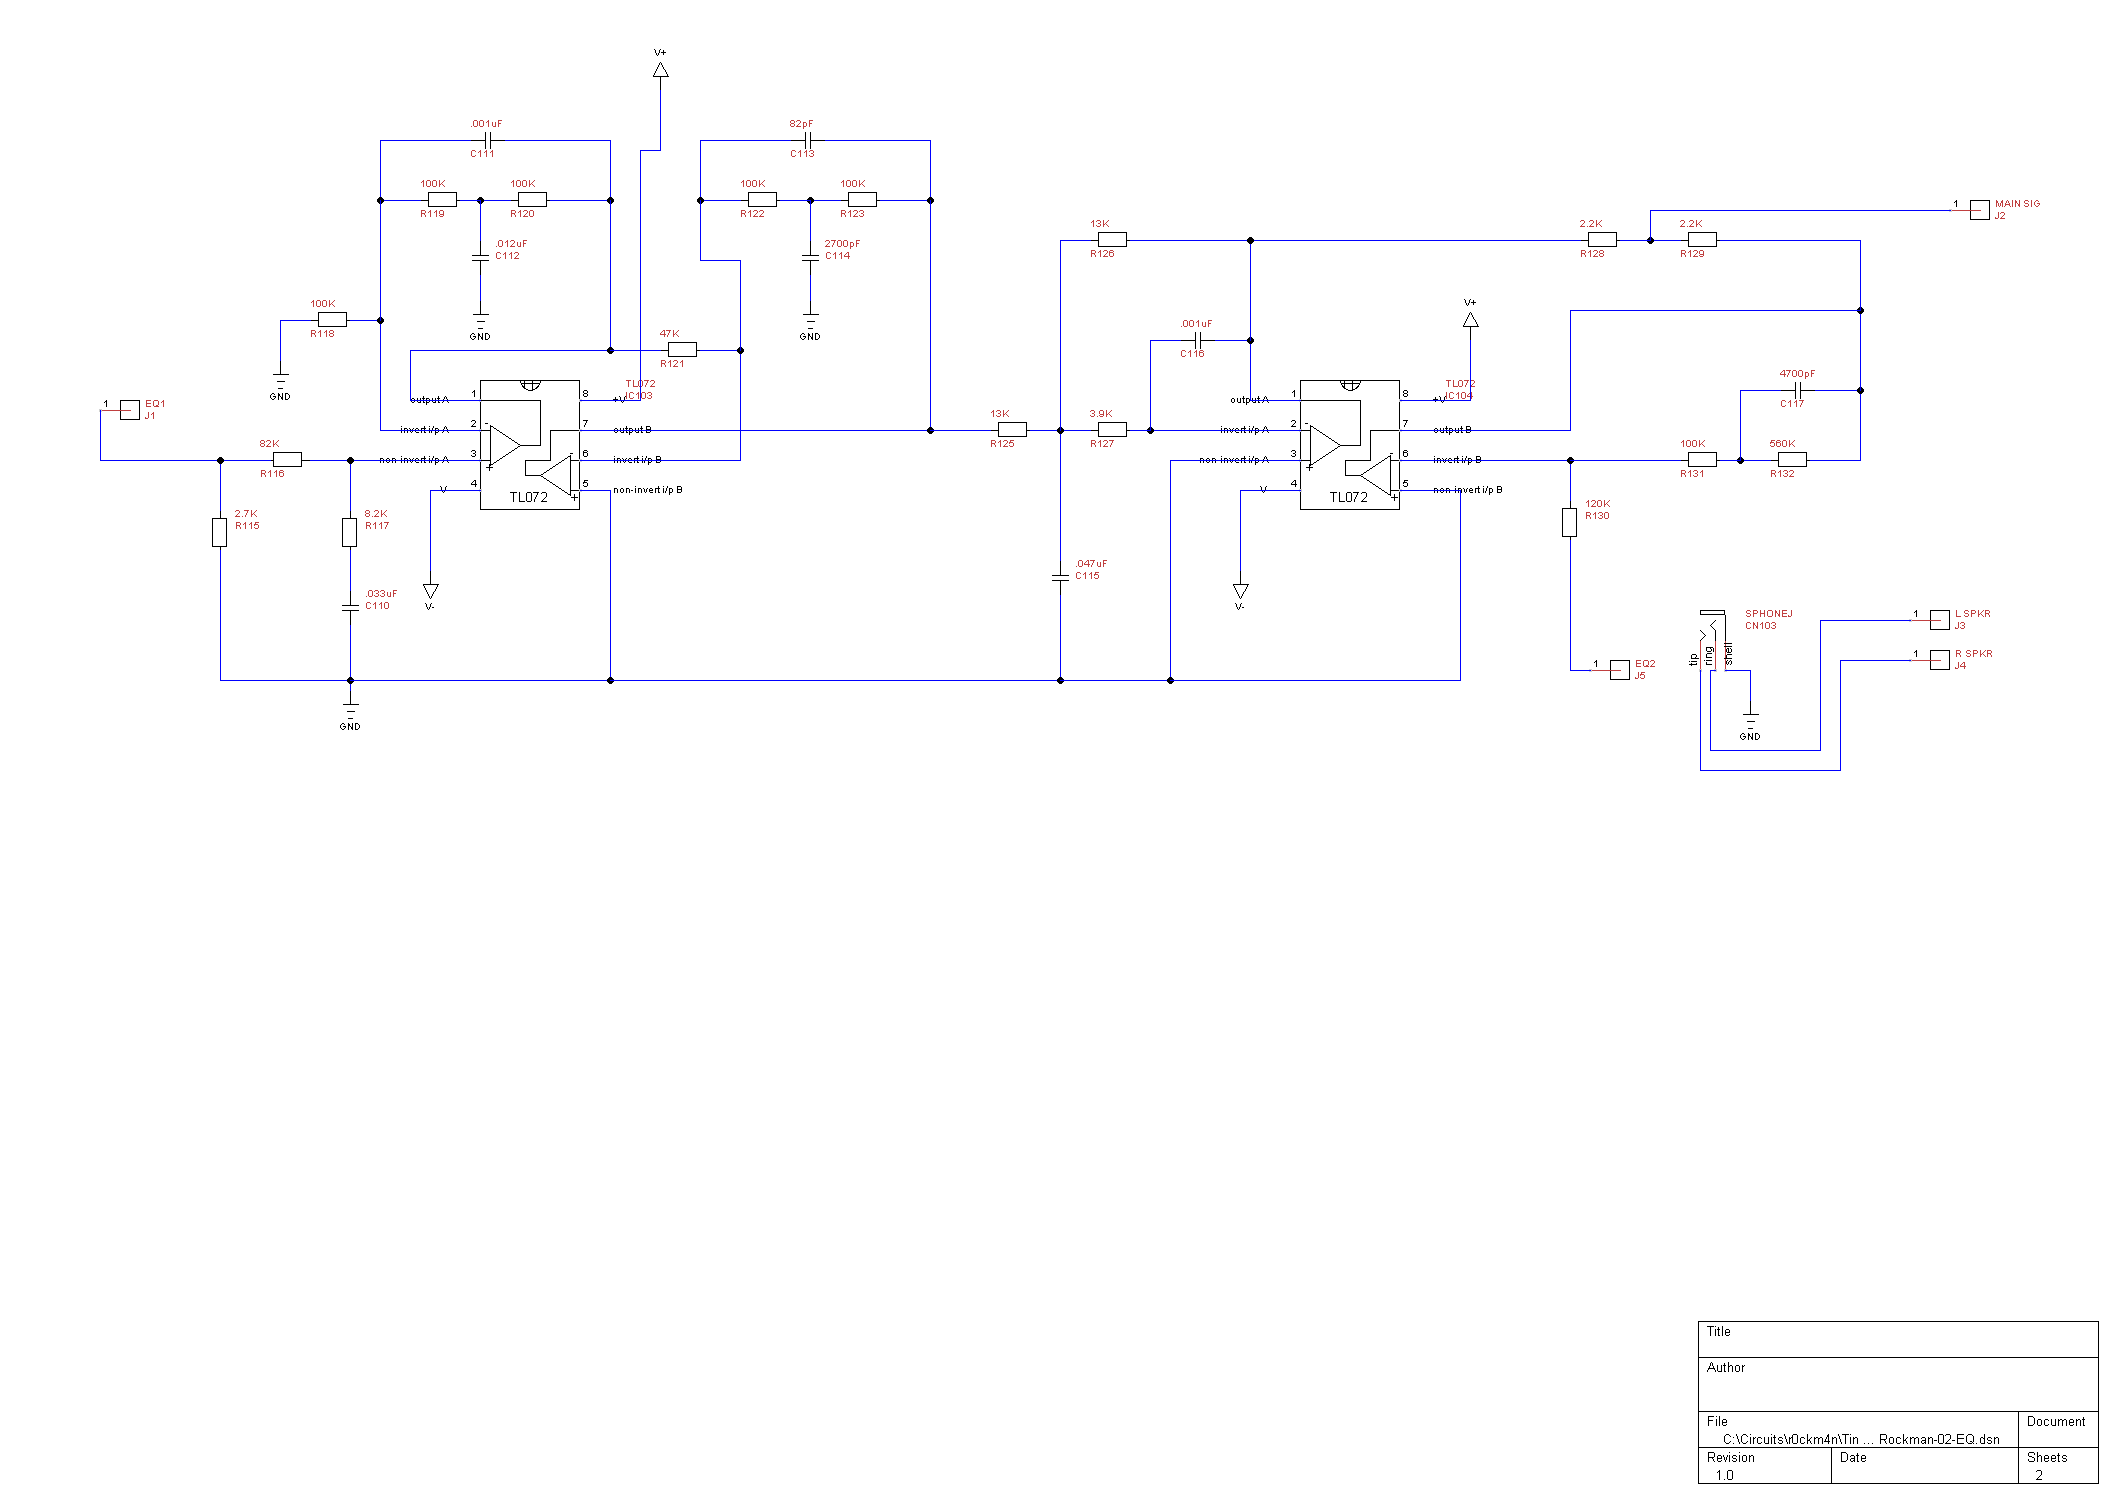 V+
.001uF
C111
82pF
C113
100K
R119
100K
R120
100K
R122
100K
R123
.012uF
C112
2700pF
C114
GND
GND
100K
R118
GND
47K
R121
13K
R126
2.2K
R128
2.2K
R129
1
MAIN SIG
J2
.001uF
C116
V+
4700pF
C117
1
EQ1
J1
82K
R116
2.7K
R115
8.2K
R117
.033uF
C110
GND
TL072
IC103
output A
1
8
+V
invert i/p A
2
-
7
output B
non-invert i/p A
3
+
6
-
invert i/p B
V
4
5
+
non-invert i/p B
TL072
V-
13K
R125
3.9K
R127
.047uF
C115
TL072
IC104
output A
1
8
+V
invert i/p A
2
-
7
output B
non-invert i/p A
3
+
6
-
invert i/p B
V
4
5
+
non-invert i/p B
TL072
V-
100K
R131
560K
R132
120K
R130
1
EQ2
J5
SPHONEJ
CN103
tip
ring
shell
GND
1
L SPKR
J3
1
R SPKR
J4
Title
Author
File
C:\Circuits\r0ckm4n\Tin ... Rockman-02-EQ.dsn
Document
Revision
1.0
Date
Sheets
2